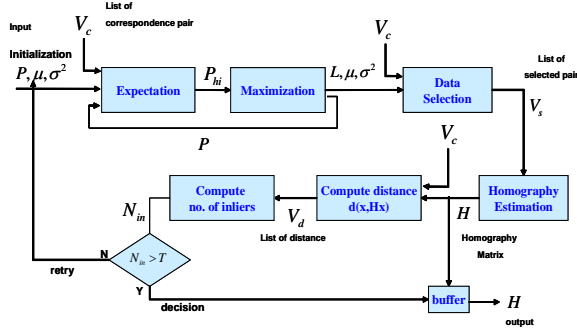 Input
List of
correspondence pair
V_c
V_c
Initialization
P, μ, σ²
Expectation
P_hi
Maximization
L, μ, σ²
Data
Selection
List of
selected pair
V_s
P
V_c
Compute
no. of inliers
Compute distance
d(x,Hx)
Homography
Estimation
N_in
V_d
H
List of distance
Homography
Matrix
N_in > T
N
retry
Y
decision
buffer
H
output